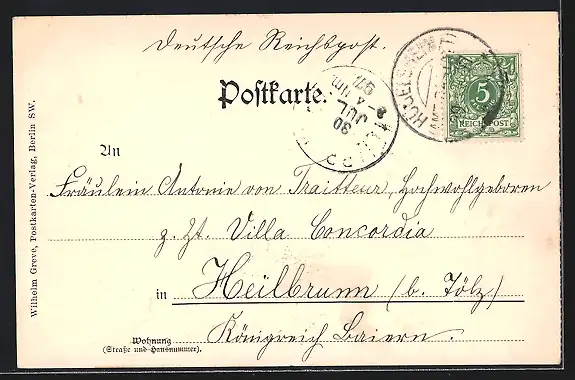 Deutsche Reichspost.
Postkarte.
5
REICHSPOST
30
JUL
97
An
Fräulein Antonie von Traitteur, Hochwohlgeboren
z. Zt. Villa Concordia
in Heilbrunn (b. Tölz)
Königreich Baiern.
Wohnung
(Straße und Hausnummer).
Wilhelm Greve, Postkarten-Verlag, Berlin SW.